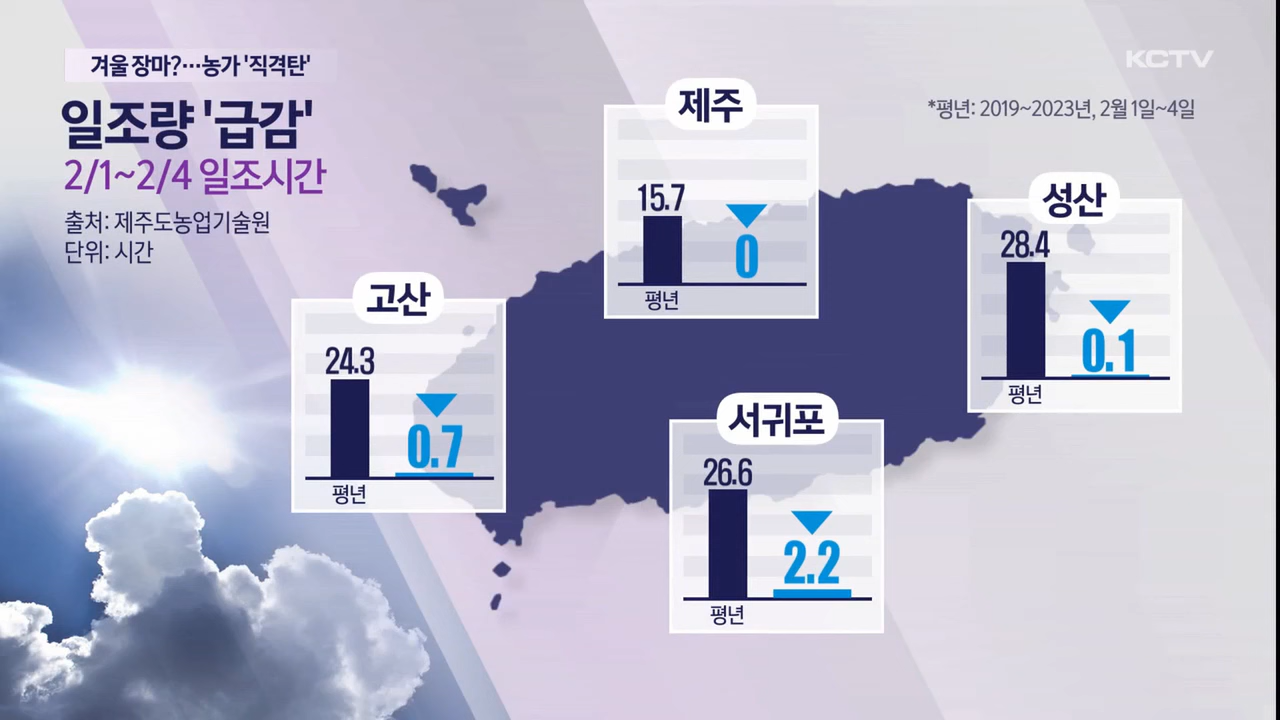 겨울 장마?…농가 '직격탄'
일조량 '급감'
2/1~2/4 일조시간
출처: 제주도농업기술원
단위: 시간
KCTV
*평년: 2019~2023년, 2월 1일~4일
제주
15.7
0
평년
성산
28.4
0.1
평년
고산
24.3
0.7
평년
서귀포
26.6
2.2
평년